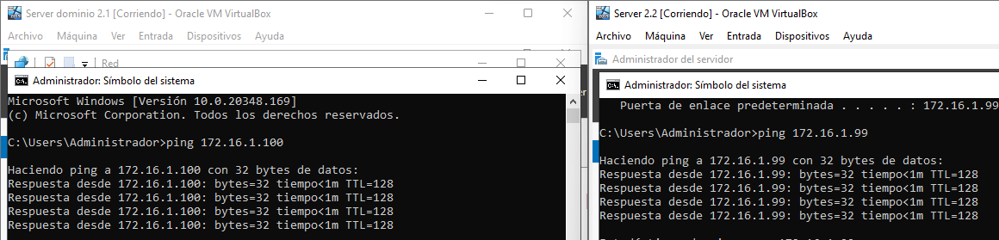 Server dominio 2.1 [Corriendo] - Oracle VM VirtualBox
Archivo Máquina Ver Entrada Dispositivos Ayuda
Red
Administrador: Símbolo del sistema
Microsoft Windows [Versión 10.0.20348.169]
(c) Microsoft Corporation. Todos los derechos reservados.
C:\Users\Administrador>ping 172.16.1.100
Haciendo ping a 172.16.1.100 con 32 bytes de datos:
Respuesta desde 172.16.1.100: bytes=32 tiempo<1m TTL=128
Respuesta desde 172.16.1.100: bytes=32 tiempo<1m TTL=128
Respuesta desde 172.16.1.100: bytes=32 tiempo<1m TTL=128
Respuesta desde 172.16.1.100: bytes=32 tiempo<1m TTL=128
Server 2.2 [Corriendo] - Oracle VM VirtualBox
Archivo Máquina Ver Entrada Dispositivos Ayuda
Administrador del servidor
Administrador: Símbolo del sistema
Puerta de enlace predeterminada . . . . . : 172.16.1.99
C:\Users\Administrador>ping 172.16.1.99
Haciendo ping a 172.16.1.99 con 32 bytes de datos:
Respuesta desde 172.16.1.99: bytes=32 tiempo<1m TTL=128
Respuesta desde 172.16.1.99: bytes=32 tiempo<1m TTL=128
Respuesta desde 172.16.1.99: bytes=32 tiempo<1m TTL=128
Respuesta desde 172.16.1.99: bytes=32 tiempo<1m TTL=128